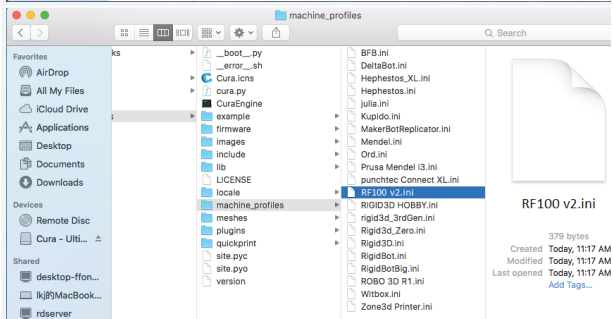 machine_profiles
Search
Favorites
AirDrop
All My Files
iCloud Drive
Applications
Desktop
Documents
Downloads
Devices
Remote Disc
Cura - Ulti...
Shared
desktop-ffon...
lkj的MacBook...
rdserver
ks
s
__boot__.py
__error__.sh
Cura.icns
cura.py
CuraEngine
example
firmware
images
include
lib
LICENSE
locale
machine_profiles
meshes
plugins
quickprint
site.pyc
site.pyo
version
BFB.ini
DeltaBot.ini
Hephestos_XL.ini
Hephestos.ini
julia.ini
Kupido.ini
MakerBotReplicator.ini
Mendel.ini
Ord.ini
Prusa Mendel i3.ini
punchtec Connect XL.ini
RF100 v2.ini
RIGID3D HOBBY.ini
rigid3d_3rdGen.ini
Rigid3d_Zero.ini
Rigid3D.ini
RigidBot.ini
RigidBotBig.ini
ROBO 3D R1.ini
Witbox.ini
Zone3d Printer.ini
RF100 v2.ini
379 bytes
Created Today, 11:17 AM
Modified Today, 11:17 AM
Last opened Today, 11:17 AM
Add Tags...